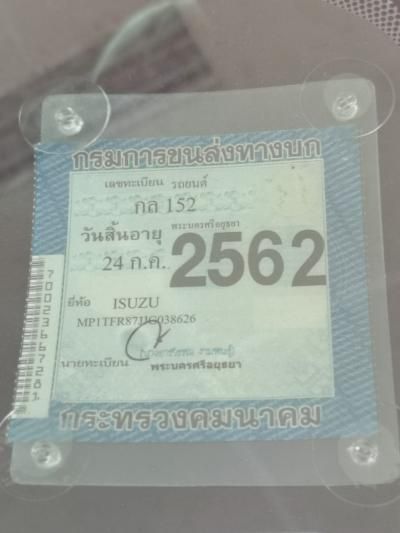 กรมการขนส่งทางบก
เลขทะเบียน รถยนต์
กล 152
พระนครศรีอยุธยา
วันสิ้นอายุ
24 ก.ค. 2562
ยี่ห้อ ISUZU
MP1TFR87JJG038626
นายทะเบียน
พระนครศรีอยุธยา
กระทรวงคมนาคม
7002366728